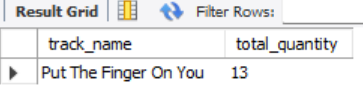 Result Grid Filter Rows:
track_name total_quantity
Put The Finger On You 13